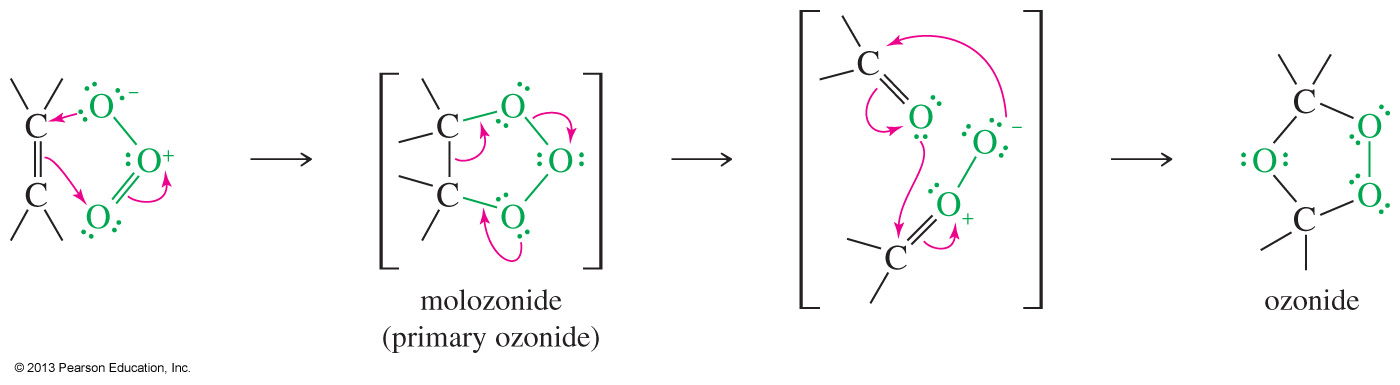 O −
C
O +
C
O
O
C
O
C
O
molozonide
(primary ozonide)
C
O
O −
O +
C
C
O
O
O
C
ozonide
© 2013 Pearson Education, Inc.